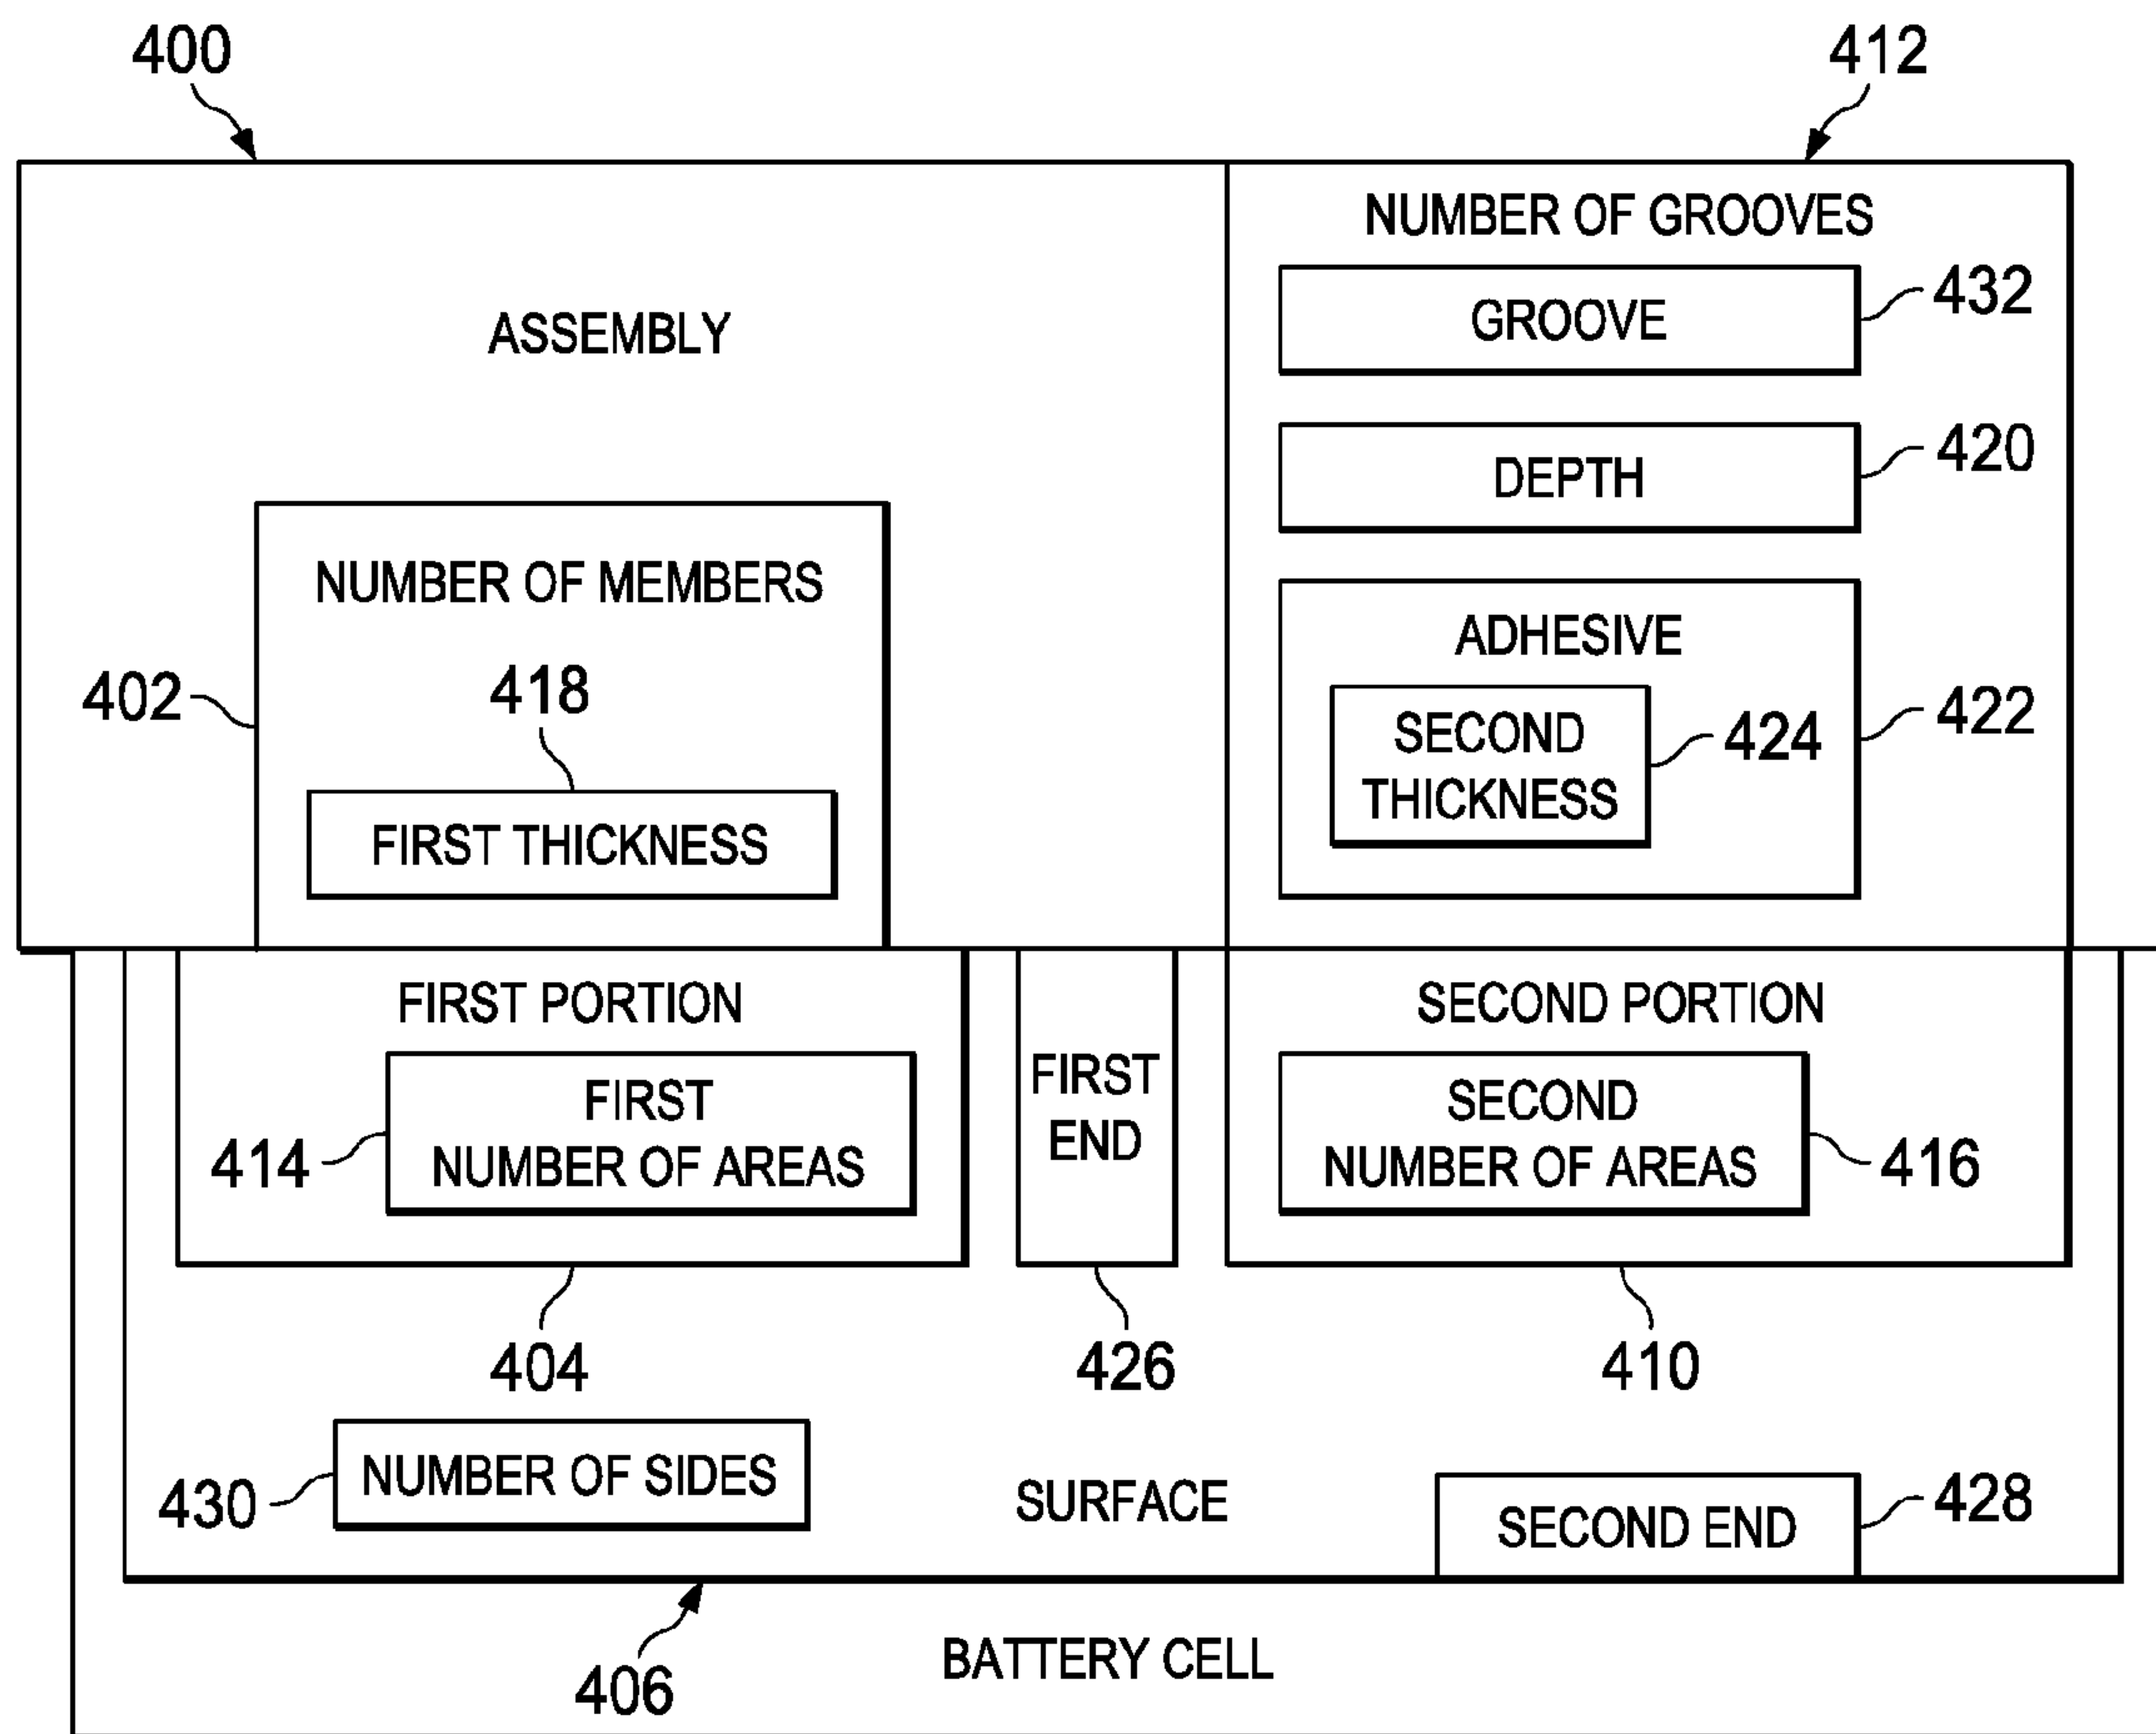 400
412
NUMBER OF GROOVES
GROOVE
432
ASSEMBLY
DEPTH
420
NUMBER OF MEMBERS
402
418
FIRST THICKNESS
ADHESIVE
SECOND
THICKNESS
424
422
FIRST PORTION
FIRST
NUMBER OF AREAS
414
FIRST
END
SECOND PORTION
SECOND
NUMBER OF AREAS
416
404
426
410
430
NUMBER OF SIDES
SURFACE
SECOND END
428
406
BATTERY CELL